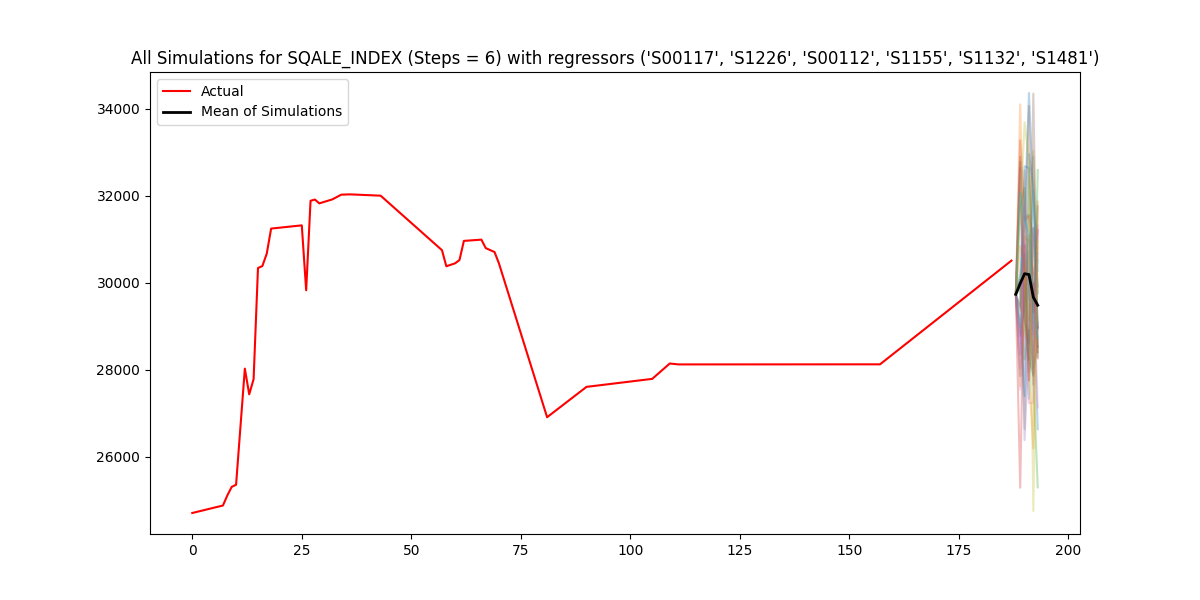 All Simulations for SQALE_INDEX (Steps = 6) with regressors ('S00117', 'S1226', 'S00112', 'S1155', 'S1132', 'S1481')
Actual
Mean of Simulations
34000
32000
30000
28000
26000
0 25 50 75 100 125 150 175 200